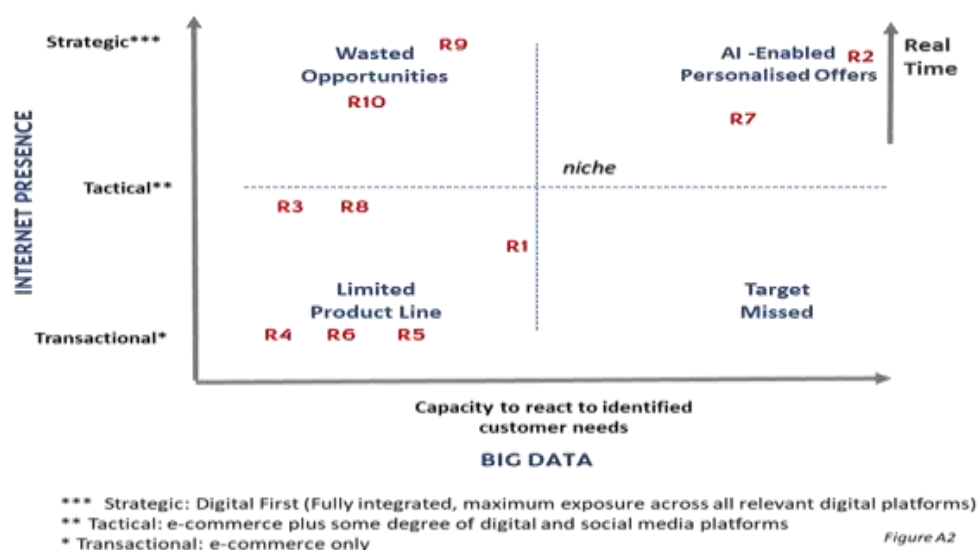 Strategic***
Wasted
Opportunities
R9
AI -Enabled
Personalised Offers
R2
Real
Time
R10
R7
INTERNET PRESENCE
niche
Tactical**
R3
R8
R1
Limited
Product Line
Target
Missed
Transactional*
R4
R6
R5
Capacity to react to identified
customer needs
BIG DATA
*** Strategic: Digital First (Fully integrated, maximum exposure across all relevant digital platforms)
** Tactical: e-commerce plus some degree of digital and social media platforms
* Transactional: e-commerce only
Figure A2